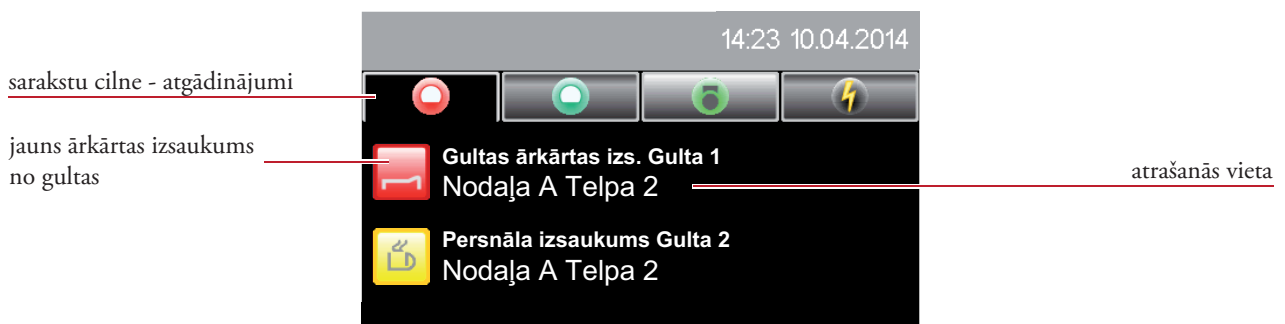 14:23 10.04.2014
sarakstu cilne - atgādinājumi
jauns ārkārtas izsaukums
no gultas
Gultas ārkārtas izs. Gulta 1
Nodaļa A Telpa 2
atrašanās vieta
Persnāla izsaukums Gulta 2
Nodaļa A Telpa 2